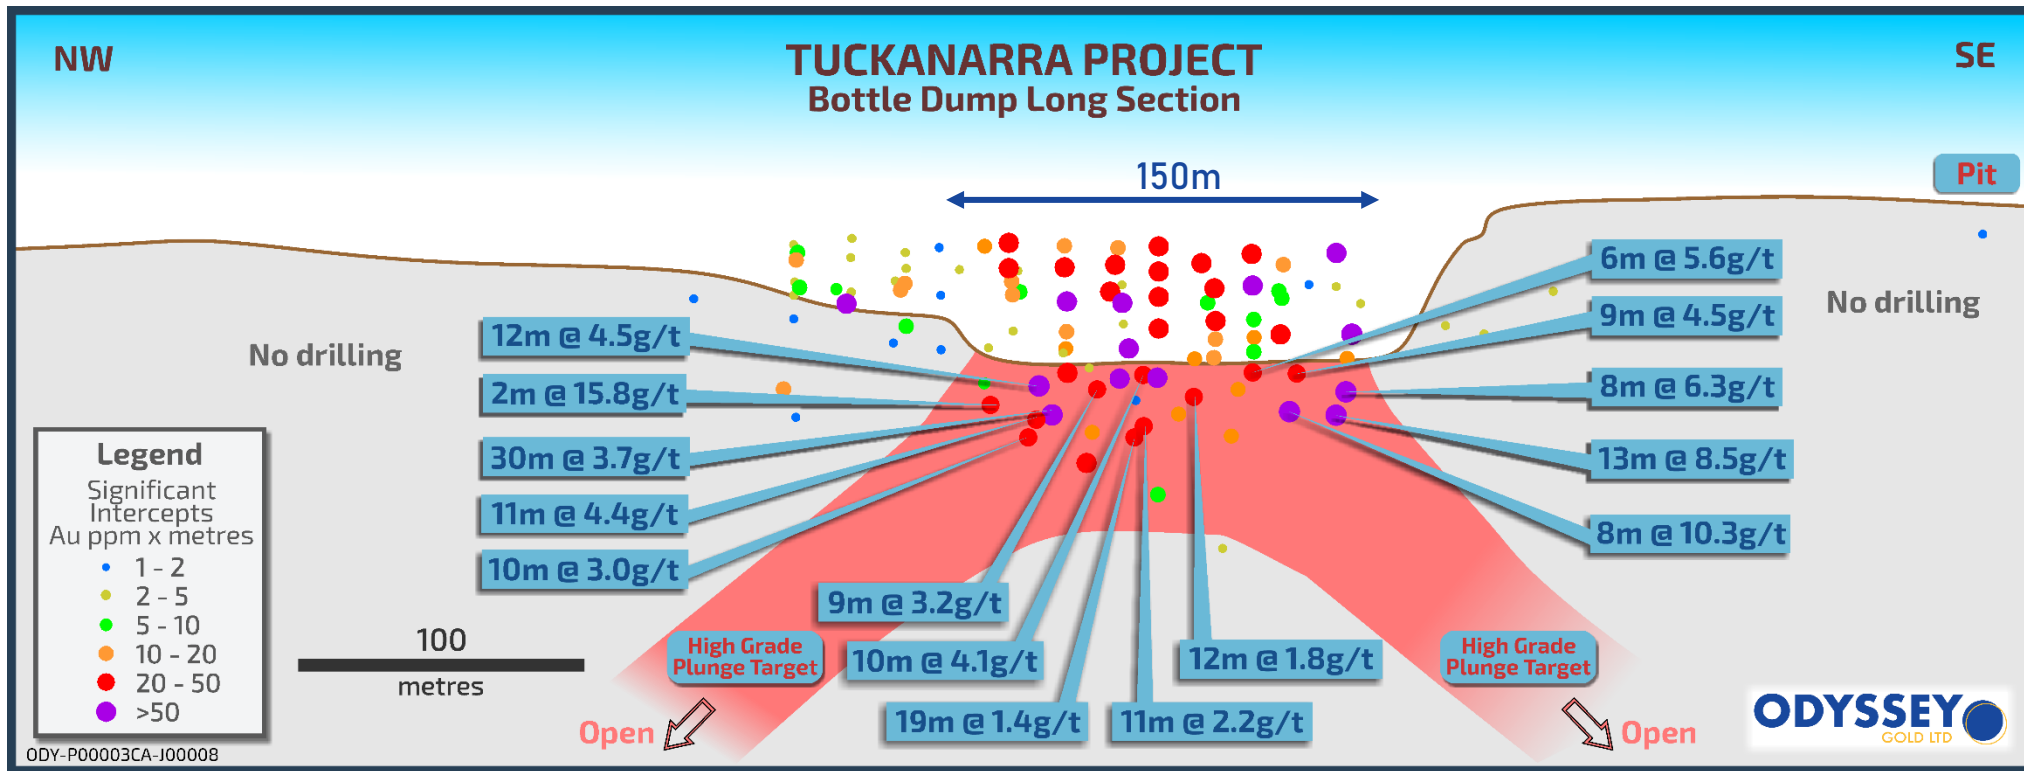 NW
TUCKANARRA PROJECT
Bottle Dump Long Section
SE
Pit
150m
No drilling
No drilling
12m @ 4.5g/t
2m @ 15.8g/t
30m @ 3.7g/t
11m @ 4.4g/t
10m @ 3.0g/t
9m @ 3.2g/t
10m @ 4.1g/t
19m @ 1.4g/t
11m @ 2.2g/t
12m @ 1.8g/t
6m @ 5.6g/t
9m @ 4.5g/t
8m @ 6.3g/t
13m @ 8.5g/t
8m @ 10.3g/t
Legend
Significant
Intercepts
Au ppm x metres
1 - 2
2 - 5
5 - 10
10 - 20
20 - 50
>50
100
metres
High Grade
Plunge Target
Open
High Grade
Plunge Target
Open
ODYSSEY
GOLD LTD
ODY-P00003CA-J00008